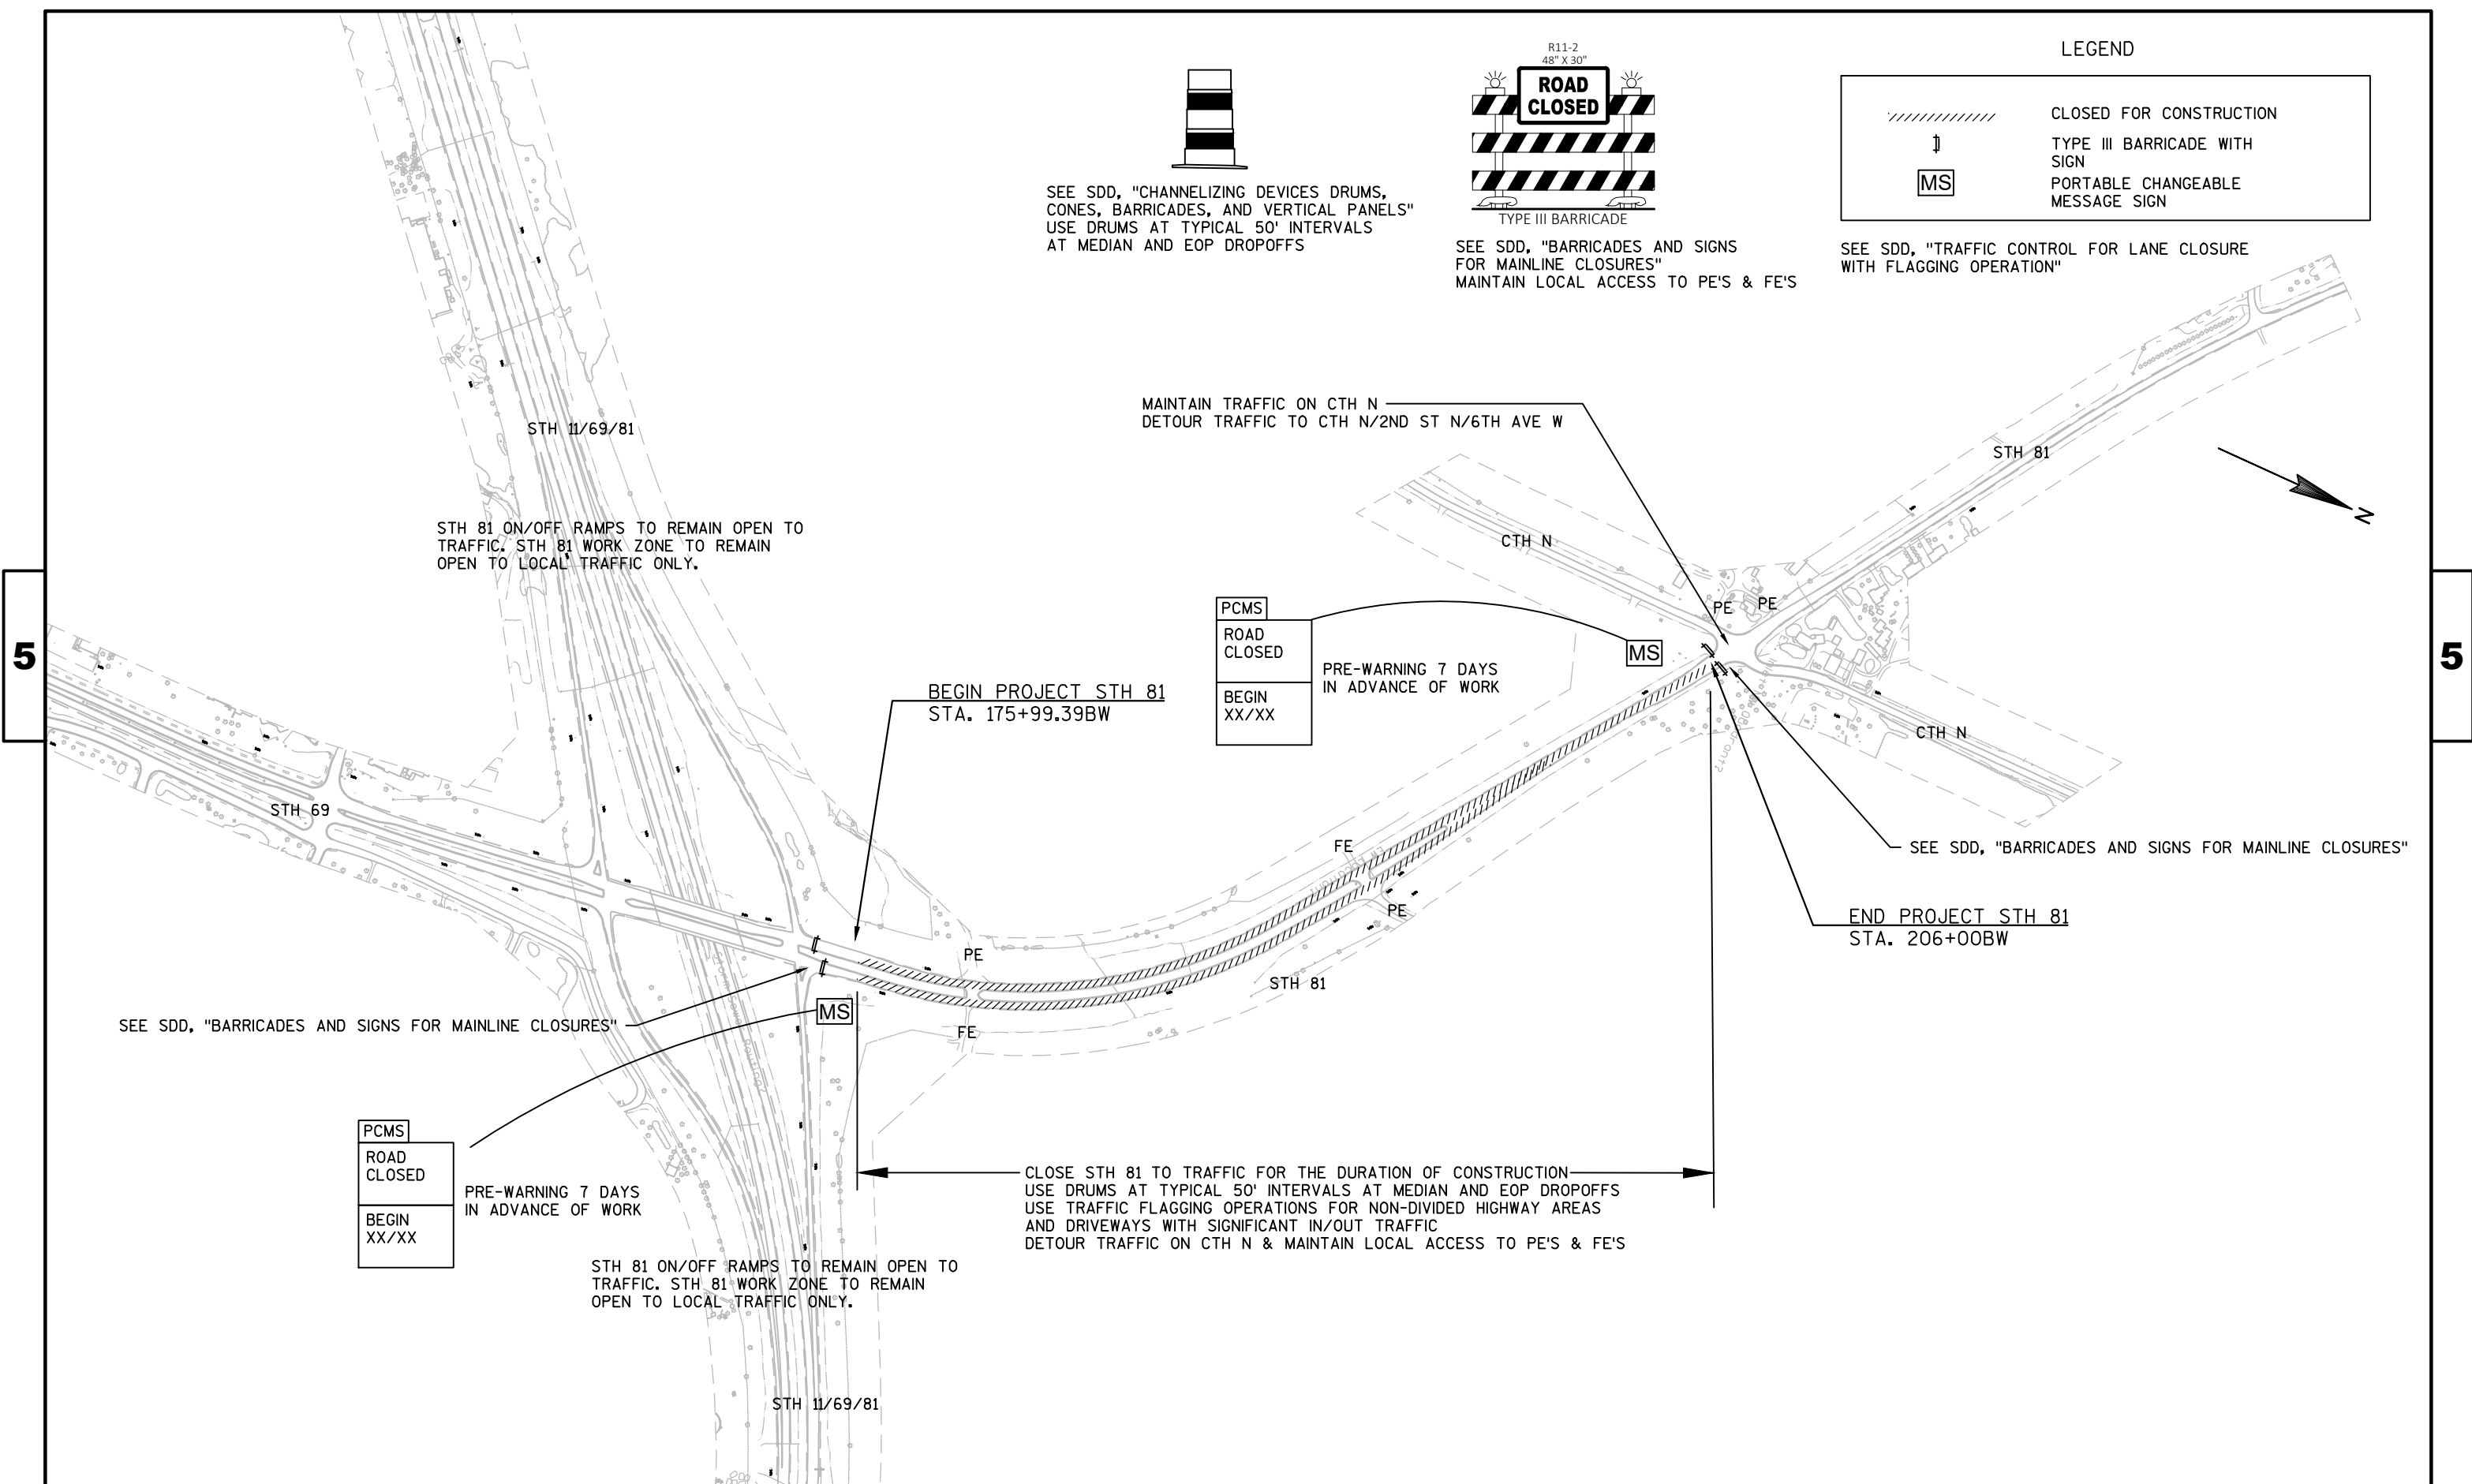 R11-2
48" X 30"
ROAD
CLOSED
TYPE III BARRICADE
SEE SDD, "CHANNELIZING DEVICES DRUMS,
CONES, BARRICADES, AND VERTICAL PANELS"
USE DRUMS AT TYPICAL 50' INTERVALS
AT MEDIAN AND EOP DROPOFFS
SEE SDD, "BARRICADES AND SIGNS
FOR MAINLINE CLOSURES"
MAINTAIN LOCAL ACCESS TO PE'S & FE'S
LEGEND
CLOSED FOR CONSTRUCTION
TYPE III BARRICADE WITH
SIGN
MS
PORTABLE CHANGEABLE
MESSAGE SIGN
SEE SDD, "TRAFFIC CONTROL FOR LANE CLOSURE
WITH FLAGGING OPERATION"
MAINTAIN TRAFFIC ON CTH N
DETOUR TRAFFIC TO CTH N/2ND ST N/6TH AVE W
STH 11/69/81
STH 81
N
STH 81 ON/OFF RAMPS TO REMAIN OPEN TO
TRAFFIC. STH 81 WORK ZONE TO REMAIN
OPEN TO LOCAL TRAFFIC ONLY.
CTH N
PE
PE
5
5
PCMS
ROAD
CLOSED
BEGIN
XX/XX
PRE-WARNING 7 DAYS
IN ADVANCE OF WORK
MS
BEGIN PROJECT STH 81
STA. 175+99.39BW
CTH N
STH 69
FE
SEE SDD, "BARRICADES AND SIGNS FOR MAINLINE CLOSURES"
PE
END PROJECT STH 81
STA. 206+00BW
PE
STH 81
MS
SEE SDD, "BARRICADES AND SIGNS FOR MAINLINE CLOSURES"
FE
PCMS
ROAD
CLOSED
BEGIN
XX/XX
PRE-WARNING 7 DAYS
IN ADVANCE OF WORK
CLOSE STH 81 TO TRAFFIC FOR THE DURATION OF CONSTRUCTION
USE DRUMS AT TYPICAL 50' INTERVALS AT MEDIAN AND EOP DROPOFFS
USE TRAFFIC FLAGGING OPERATIONS FOR NON-DIVIDED HIGHWAY AREAS
AND DRIVEWAYS WITH SIGNIFICANT IN/OUT TRAFFIC
DETOUR TRAFFIC ON CTH N & MAINTAIN LOCAL ACCESS TO PE'S & FE'S
STH 81 ON/OFF RAMPS TO REMAIN OPEN TO
TRAFFIC. STH 81 WORK ZONE TO REMAIN
OPEN TO LOCAL TRAFFIC ONLY.
STH 11/69/81